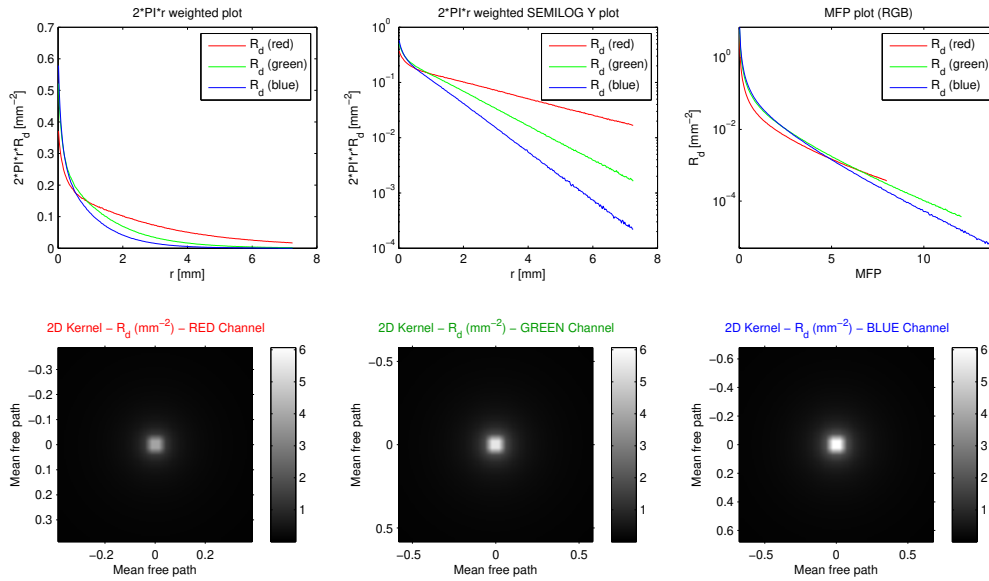 2*PI*r weighted plot
0.7
0.6
0.5
0.4
0.3
0.2
0.1
0
2*PI*r*R_d [mm^-2]
R_d (red)
R_d (green)
R_d (blue)
0 2 4 6 8
r [mm]
2*PI*r weighted SEMILOG Y plot
10^0
10^-1
10^-2
10^-3
10^-4
2*PI*r*R_d [mm^-2]
R_d (red)
R_d (green)
R_d (blue)
0 2 4 6 8
r [mm]
MFP plot (RGB)
10^0
10^-2
10^-4
R_d [mm^-2]
R_d (red)
R_d (green)
R_d (blue)
0 5 10
MFP
2D Kernel − R_d (mm^−2) − RED Channel
−0.3
−0.2
−0.1
0
0.1
0.2
0.3
Mean free path
−0.2 0 0.2
Mean free path
6
5
4
3
2
1
2D Kernel − R_d (mm^−2) − GREEN Channel
−0.5
0
0.5
Mean free path
−0.5 0 0.5
Mean free path
6
5
4
3
2
1
2D Kernel − R_d (mm^−2) − BLUE Channel
−0.6
−0.4
−0.2
0
0.2
0.4
0.6
Mean free path
−0.5 0 0.5
Mean free path
6
5
4
3
2
1